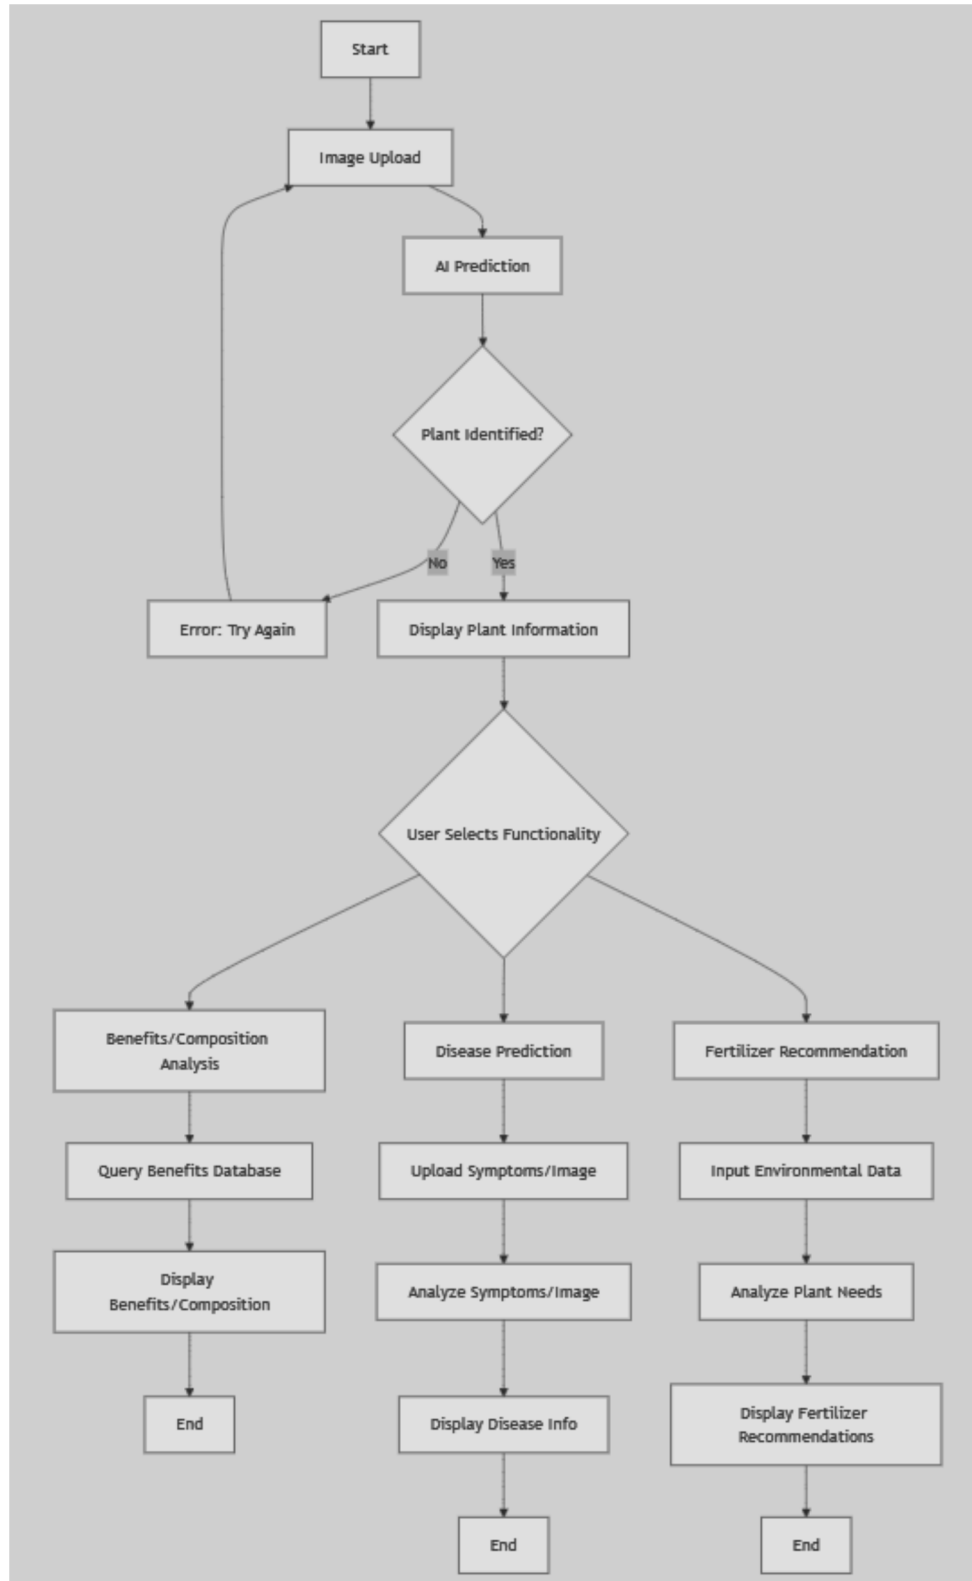 Start
Image Upload
AI Prediction
Plant Identified?
No
Yes
Error: Try Again
Display Plant Information
User Selects Functionality
Benefits/Composition
Analysis
Disease Prediction
Fertilizer Recommendation
Query Benefits Database
Upload Symptoms/Image
Input Environmental Data
Display
Benefits/Composition
Analyze Symptoms/Image
Analyze Plant Needs
End
Display Disease Info
Display Fertilizer
Recommendations
End
End